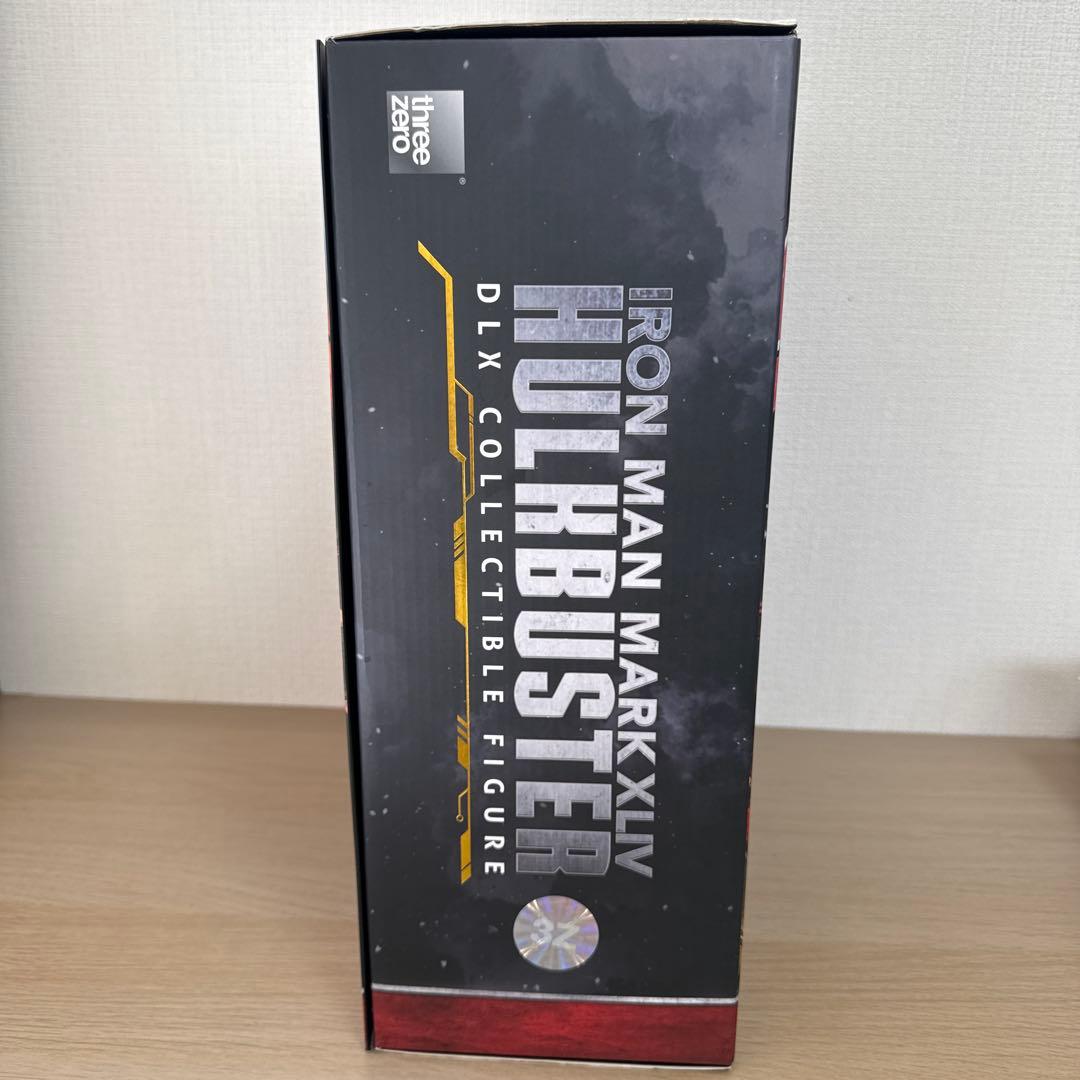 three
zero
®
IRON MAN MARK XLIV
HULKBUSTER
DLX COLLECTIBLE FIGURE
3Z